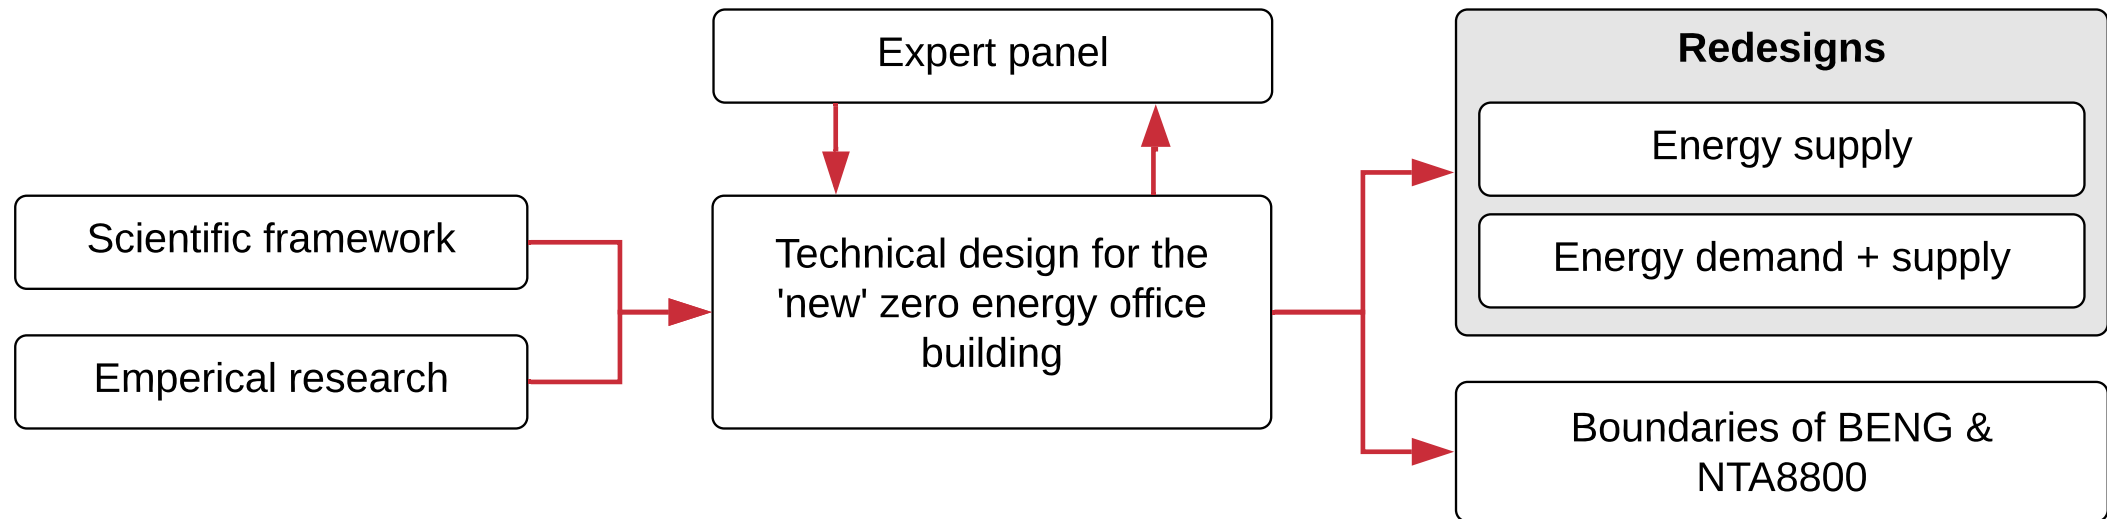 Expert panel
Redesigns
Energy supply
Energy demand + supply
Scientific framework
Emperical research
Technical design for the
'new' zero energy office
building
Boundaries of BENG &
NTA8800